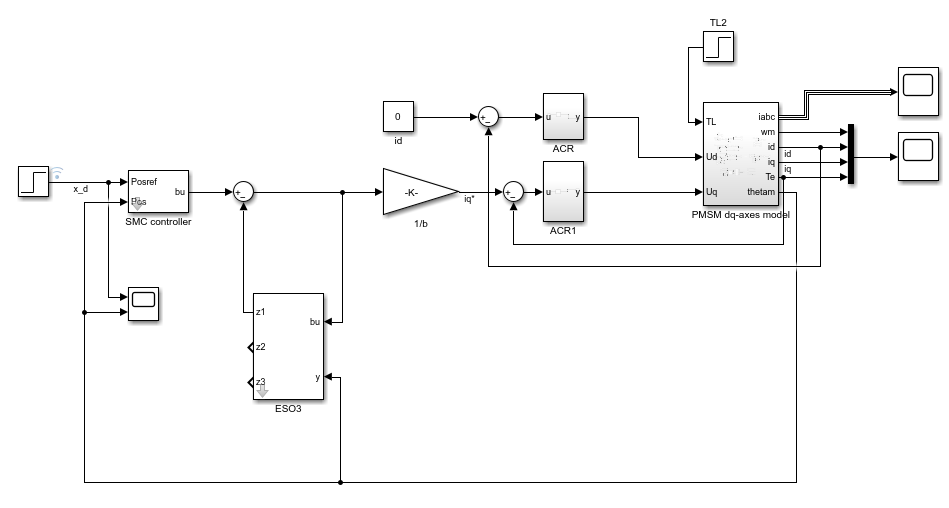 TL2
0
id
u
y
ACR
u
y
ACR1
TL
Ud
Uq
iabc
wm
id
iq
Te
thetam
id
iq
PMSM dq-axes model
x_d
Posref
Pos
bu
SMC controller
+
_
+
_
+
_
-K-
1/b
iq*
z1
z2
z3
bu
y
ESO3